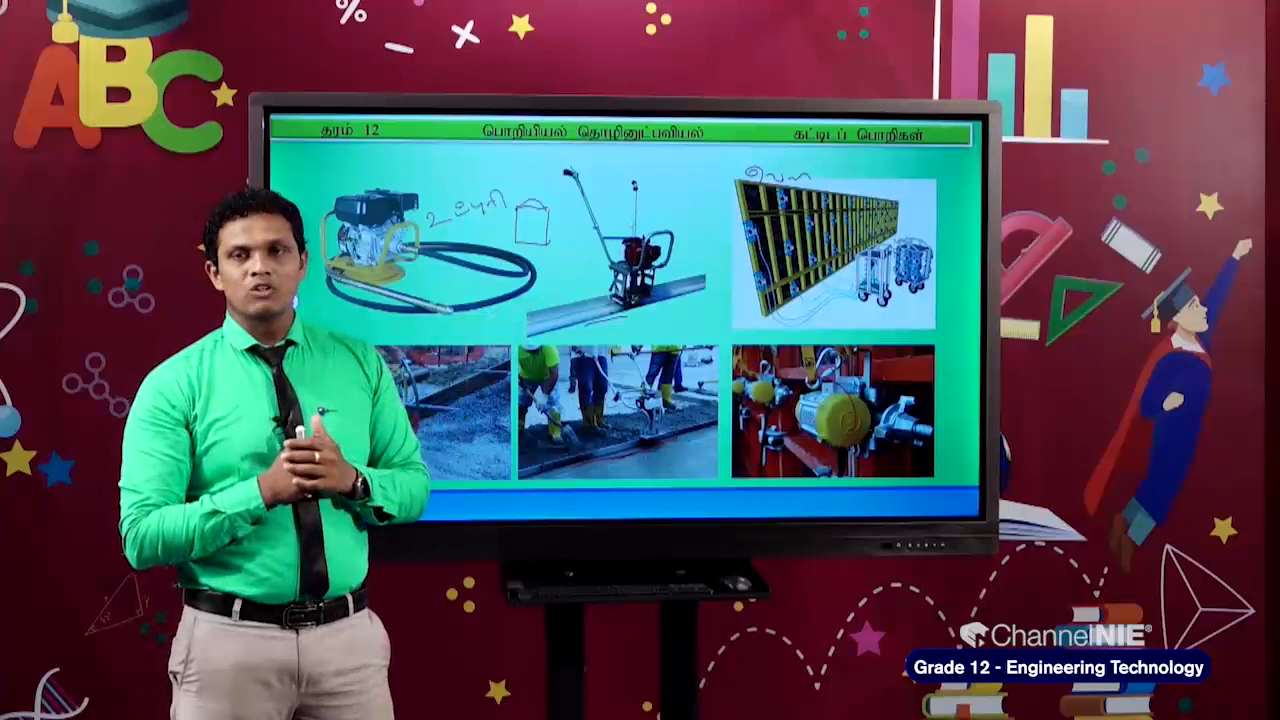 ABC
%
தரம் 12 பொறியியல் தொழினுட்பவியல் கட்டிடப் பொறிகள்
ChannelNIE®
Grade 12 - Engineering Technology